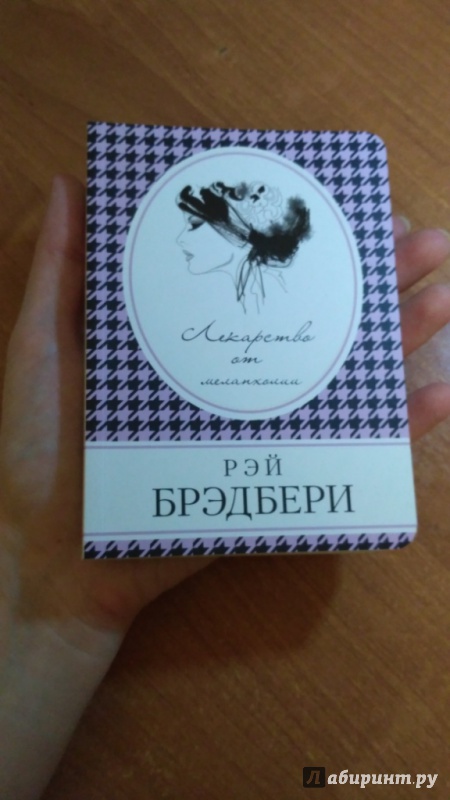 Лекарство
от
меланхолии
РЭЙ
БРЭДБЕРИ
Лабиринт.ру